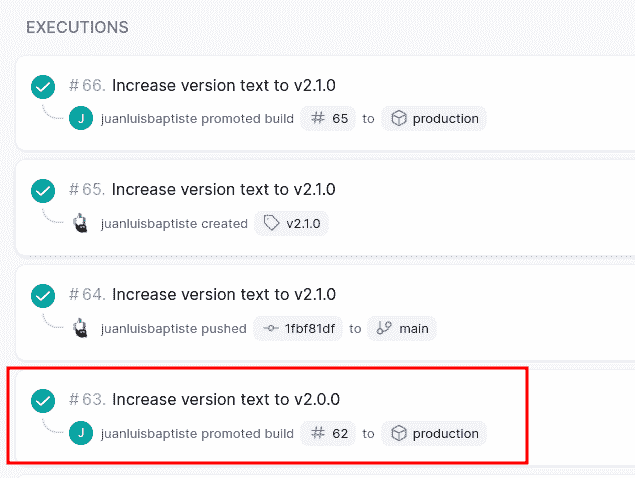 EXECUTIONS
# 66. Increase version text to v2.1.0
J juanluisbaptiste promoted build # 65 to production
# 65. Increase version text to v2.1.0
juanluisbaptiste created v2.1.0
# 64. Increase version text to v2.1.0
juanluisbaptiste pushed 1fbf81df to main
# 63. Increase version text to v2.0.0
J juanluisbaptiste promoted build # 62 to production